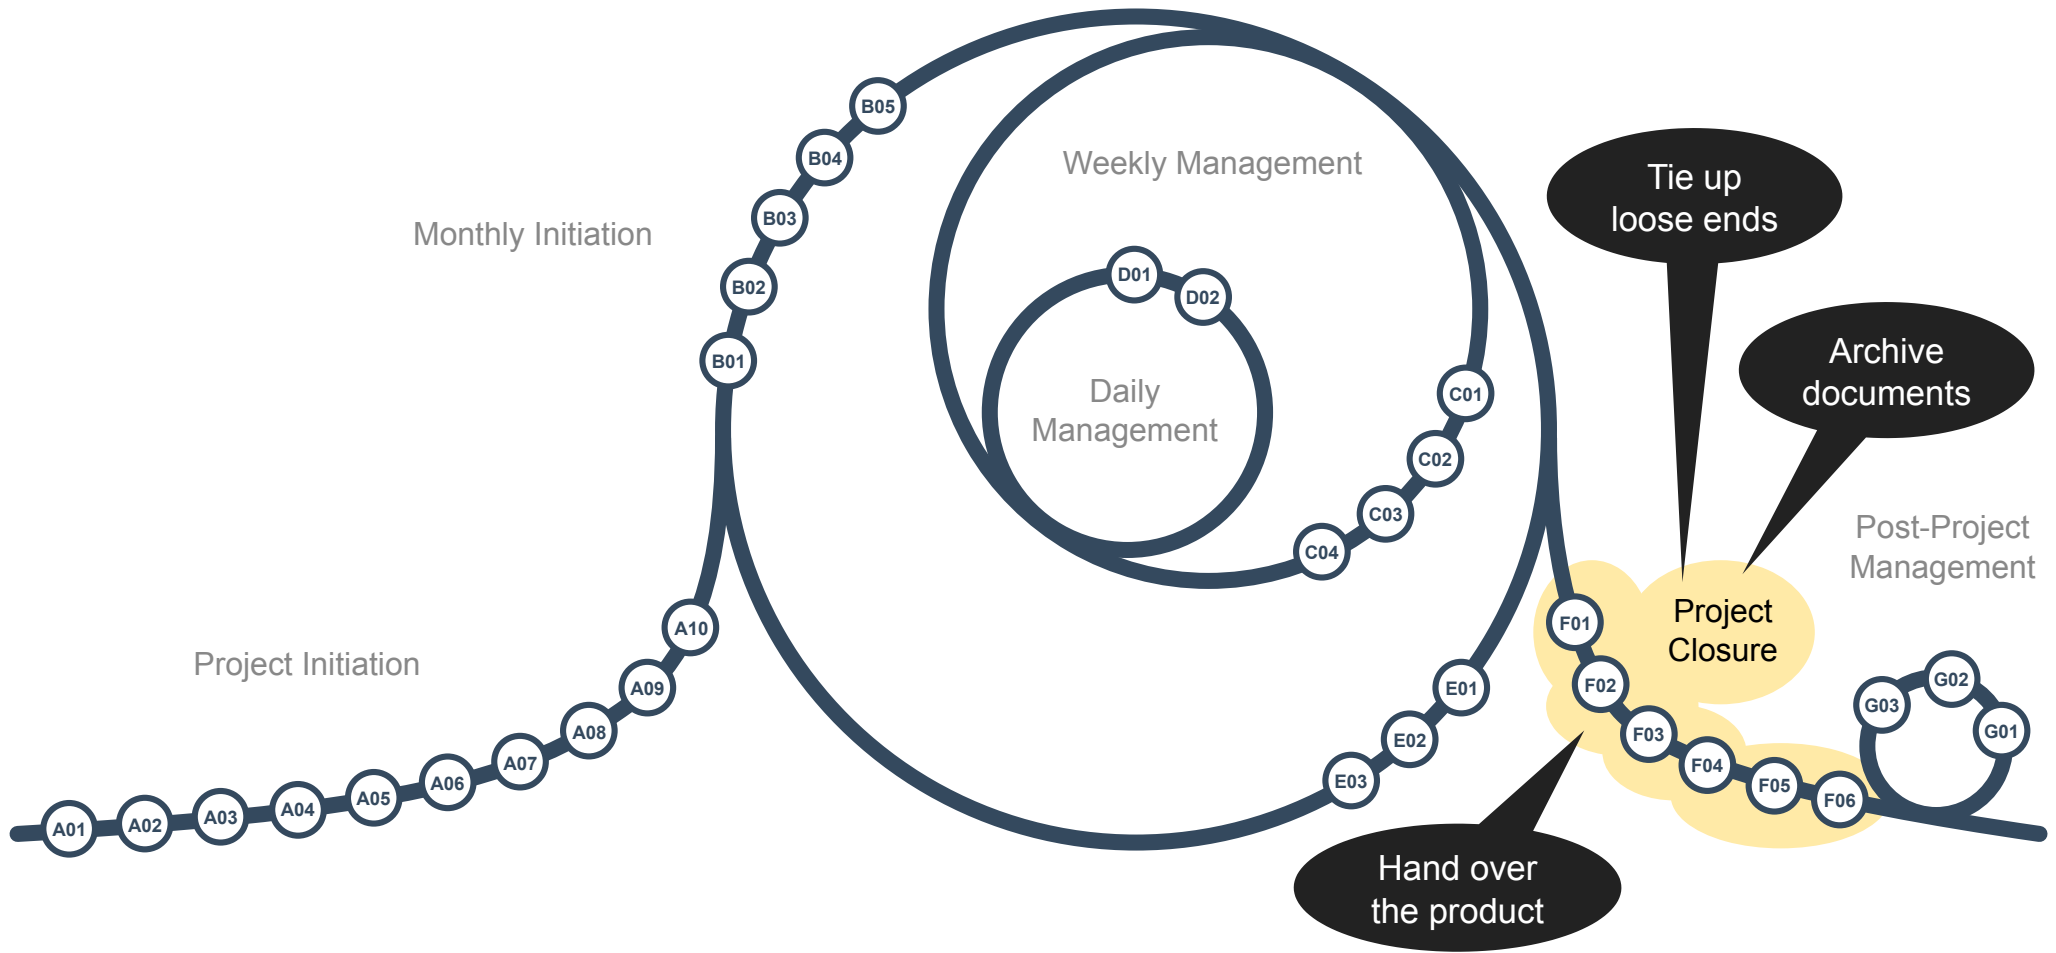 B05
B04
B03
B02
B01
Monthly Initiation
Weekly Management
D01
D02
Daily
Management
C01
C02
C03
C04
Tie up
loose ends
Archive
documents
Post-Project
Management
Project
Closure
Project Initiation
A01
A02
A03
A04
A05
A06
A07
A08
A09
A10
E01
E02
E03
F01
F02
F03
F04
F05
F06
G03
G02
G01
Hand over
the product